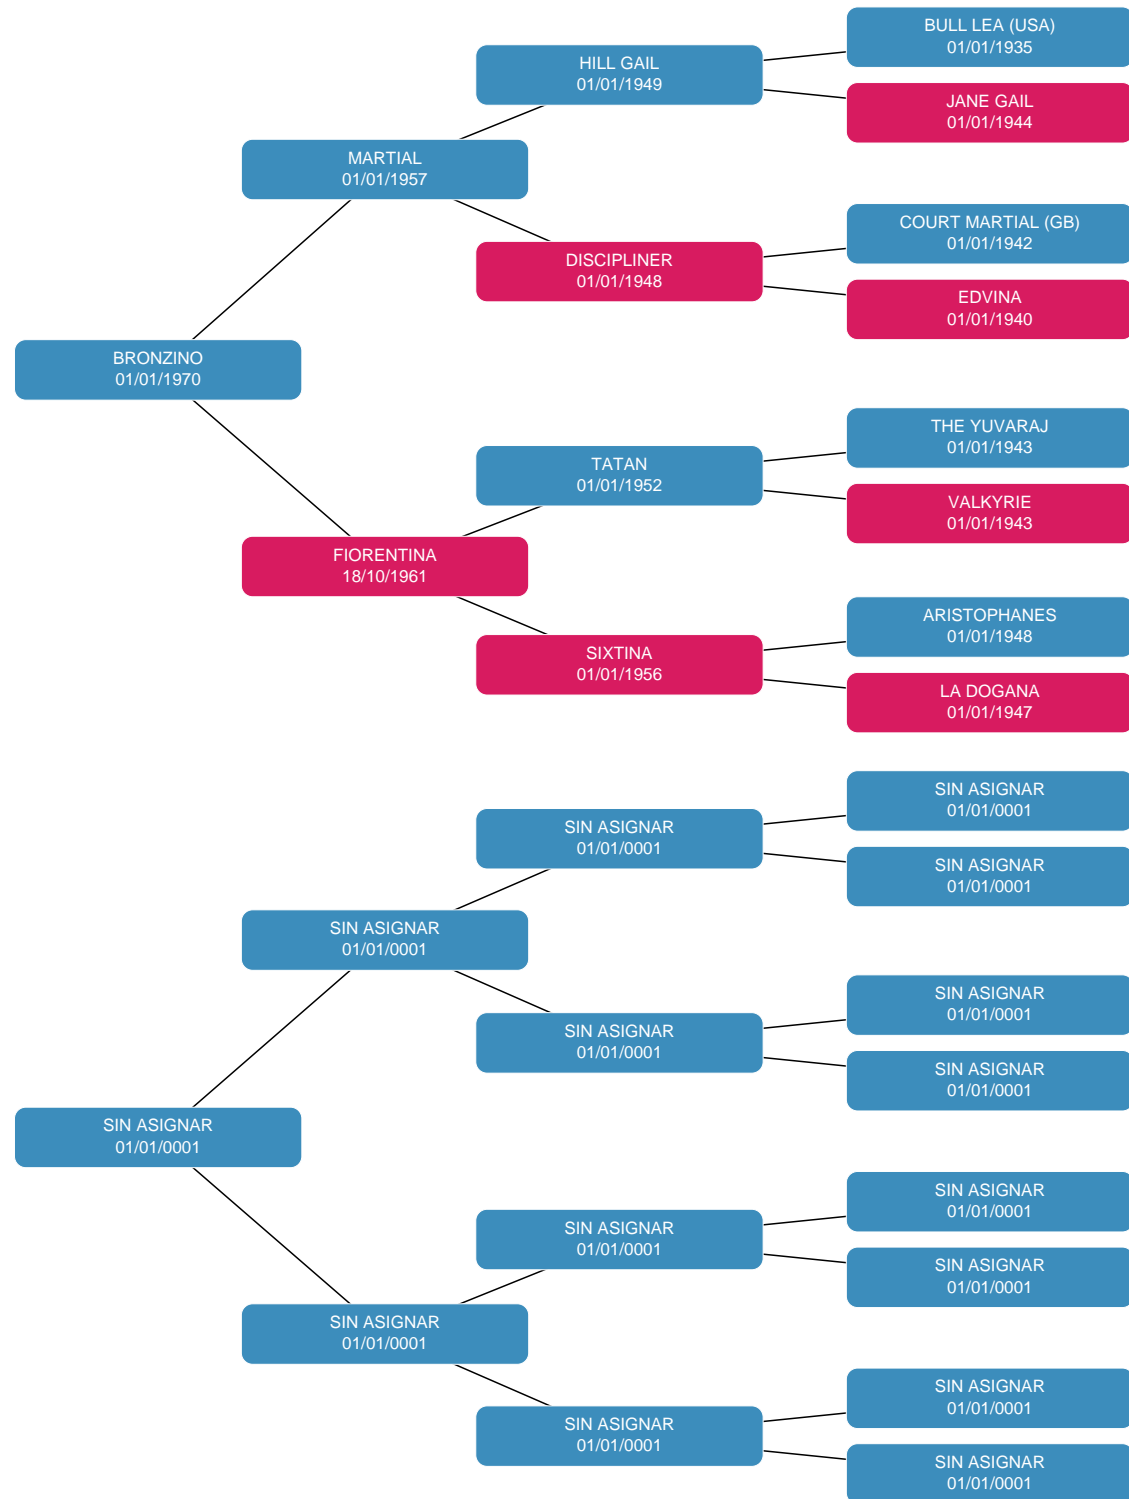 BULL LEA (USA)
01/01/1935
HILL GAIL
01/01/1949
JANE GAIL
01/01/1944
MARTIAL
01/01/1957
COURT MARTIAL (GB)
01/01/1942
DISCIPLINER
01/01/1948
EDVINA
01/01/1940
BRONZINO
01/01/1970
THE YUVARAJ
01/01/1943
TATAN
01/01/1952
VALKYRIE
01/01/1943
FIORENTINA
18/10/1961
ARISTOPHANES
01/01/1948
SIXTINA
01/01/1956
LA DOGANA
01/01/1947
SIN ASIGNAR
01/01/0001
SIN ASIGNAR
01/01/0001
SIN ASIGNAR
01/01/0001
SIN ASIGNAR
01/01/0001
SIN ASIGNAR
01/01/0001
SIN ASIGNAR
01/01/0001
SIN ASIGNAR
01/01/0001
SIN ASIGNAR
01/01/0001
SIN ASIGNAR
01/01/0001
SIN ASIGNAR
01/01/0001
SIN ASIGNAR
01/01/0001
SIN ASIGNAR
01/01/0001
SIN ASIGNAR
01/01/0001
SIN ASIGNAR
01/01/0001
SIN ASIGNAR
01/01/0001